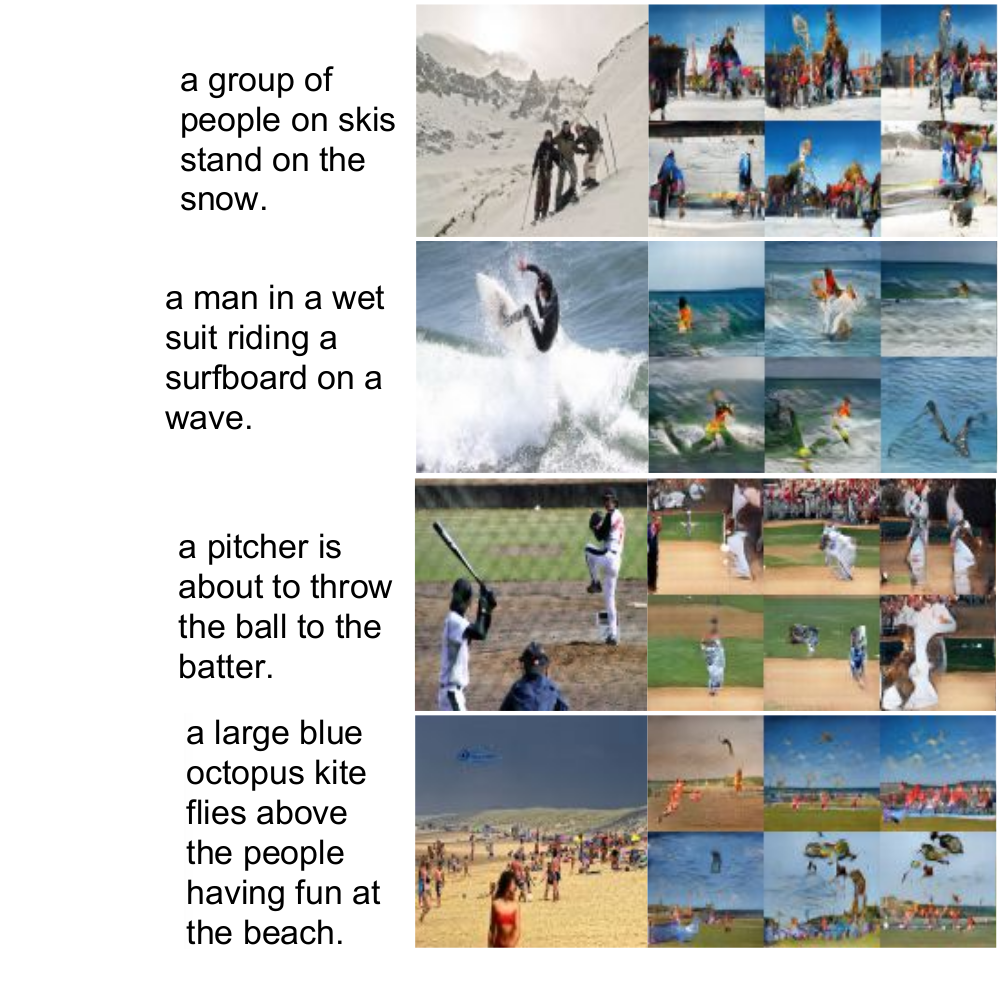 a group of
people on skis
stand on the
snow.
a man in a wet
suit riding a
surfboard on a
wave.
a pitcher is
about to throw
the ball to the
batter.
a large blue
octopus kite
flies above
the people
having fun at
the beach.